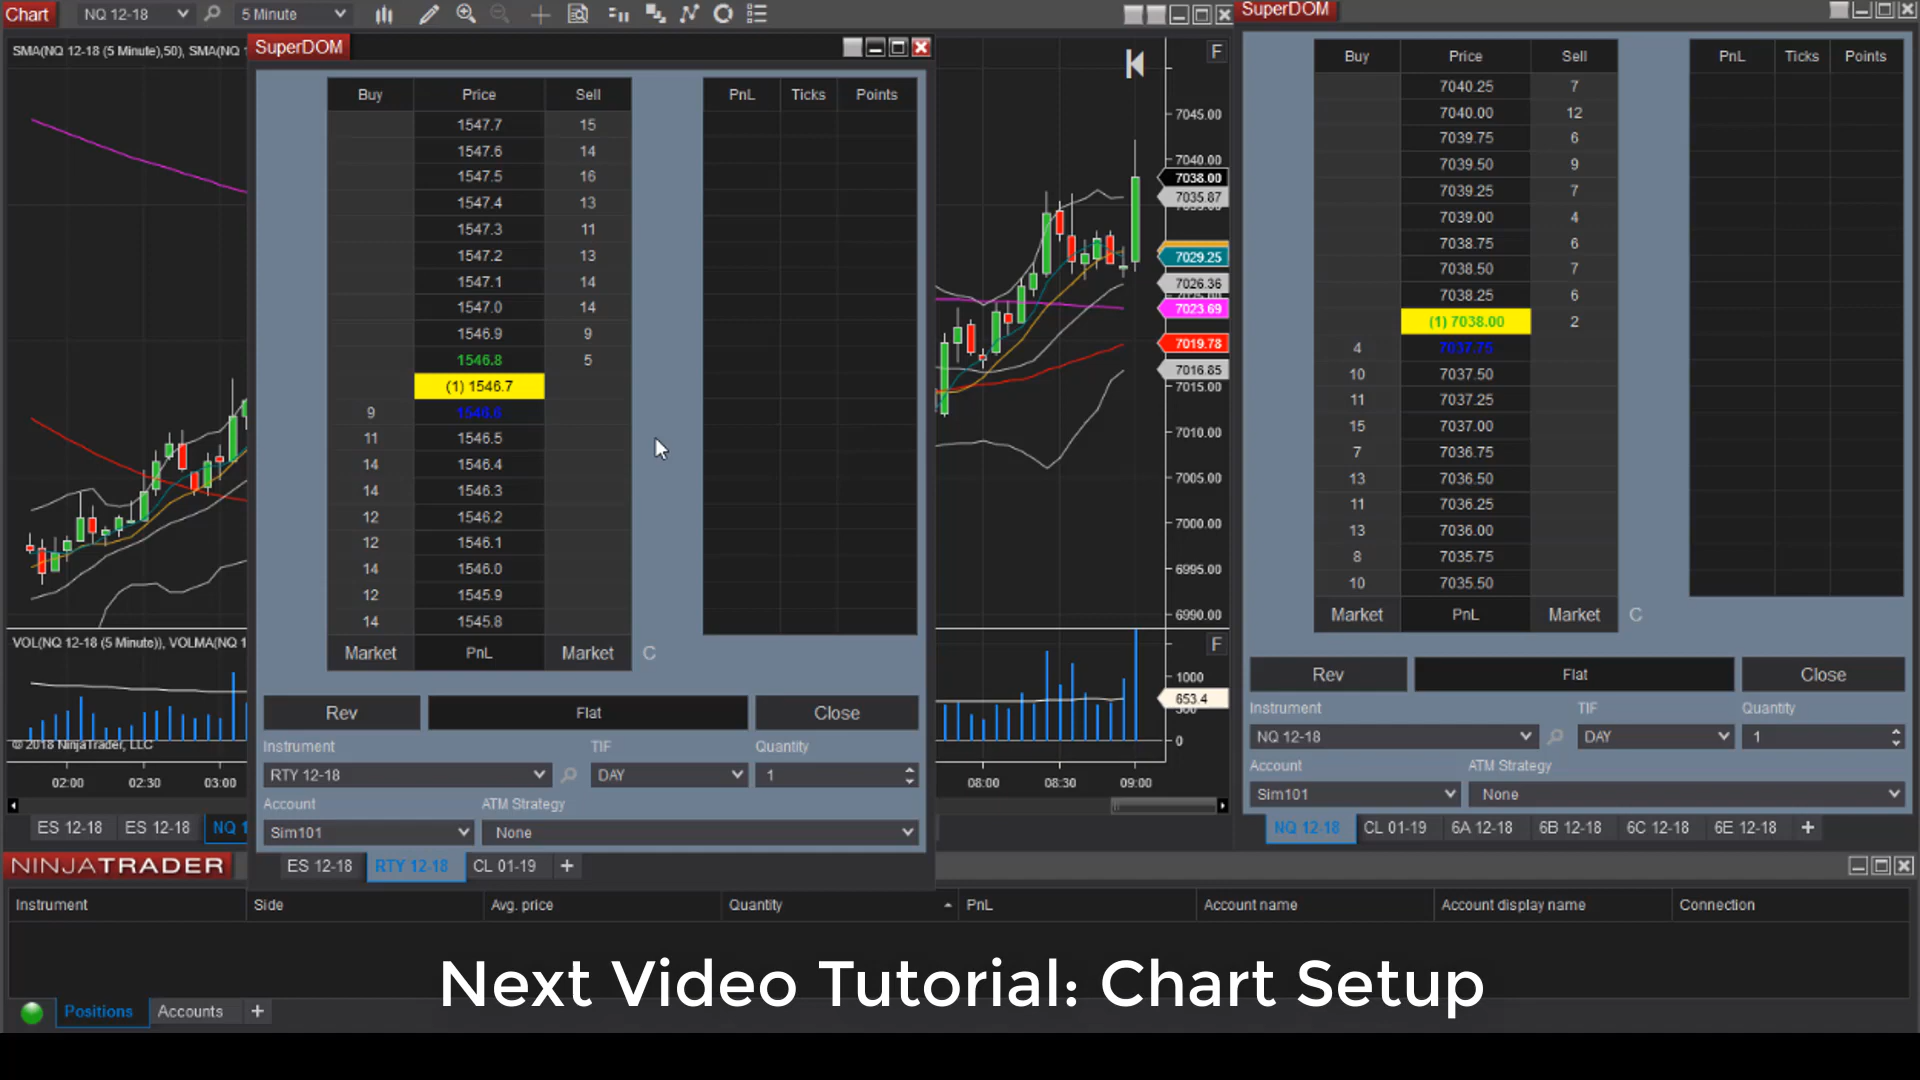 Chart NQ 12-18 5 Minute
SMA(NQ 12-18 (5 Minute),50), SMA(NQ 1
SuperDOM
Buy Price Sell
1547.7 15
1547.6 14
1547.5 16
1547.4 13
1547.3 11
1547.2 13
1547.1 14
1547.0 14
1546.9 9
1546.8 5
(1) 1546.7
9 1546.6
11 1546.5
14 1546.4
14 1546.3
12 1546.2
12 1546.1
14 1546.0
12 1545.9
14 1545.8
Market PnL Market C
PnL Ticks Points
Rev Flat Close
Instrument TIF Quantity
RTY 12-18 DAY 1
Account ATM Strategy
Sim101 None
ES 12-18 RTY 12-18 CL 01-19 +
VOL(NQ 12-18 (5 Minute)), VOLMA(NQ 1
© 2018 NinjaTrader, LLC
02:00 02:30 03:00
ES 12-18 ES 12-18 NQ 1
F
7045.00
7040.00
7038.00
7035.87
7029.25
7026.36
7023.69
7019.78
7016.85
7015.00
7010.00
7005.00
7000.00
6995.00
6990.00
F
1000
653.4
0
08:00 08:30 09:00
SuperDOM
Buy Price Sell
7040.25 7
7040.00 12
7039.75 6
7039.50 9
7039.25 7
7039.00 4
7038.75 6
7038.50 7
7038.25 6
(1) 7038.00 2
4 7037.75
10 7037.50
11 7037.25
15 7037.00
7 7036.75
13 7036.50
11 7036.25
13 7036.00
8 7035.75
10 7035.50
Market PnL Market C
PnL Ticks Points
Rev Flat Close
Instrument TIF Quantity
NQ 12-18 DAY 1
Account ATM Strategy
Sim101 None
NQ 12-18 CL 01-19 6A 12-18 6B 12-18 6C 12-18 6E 12-18 +
NINJATRADER
Instrument Side Avg. price Quantity PnL Account name Account display name Connection
Next Video Tutorial: Chart Setup
Positions Accounts +